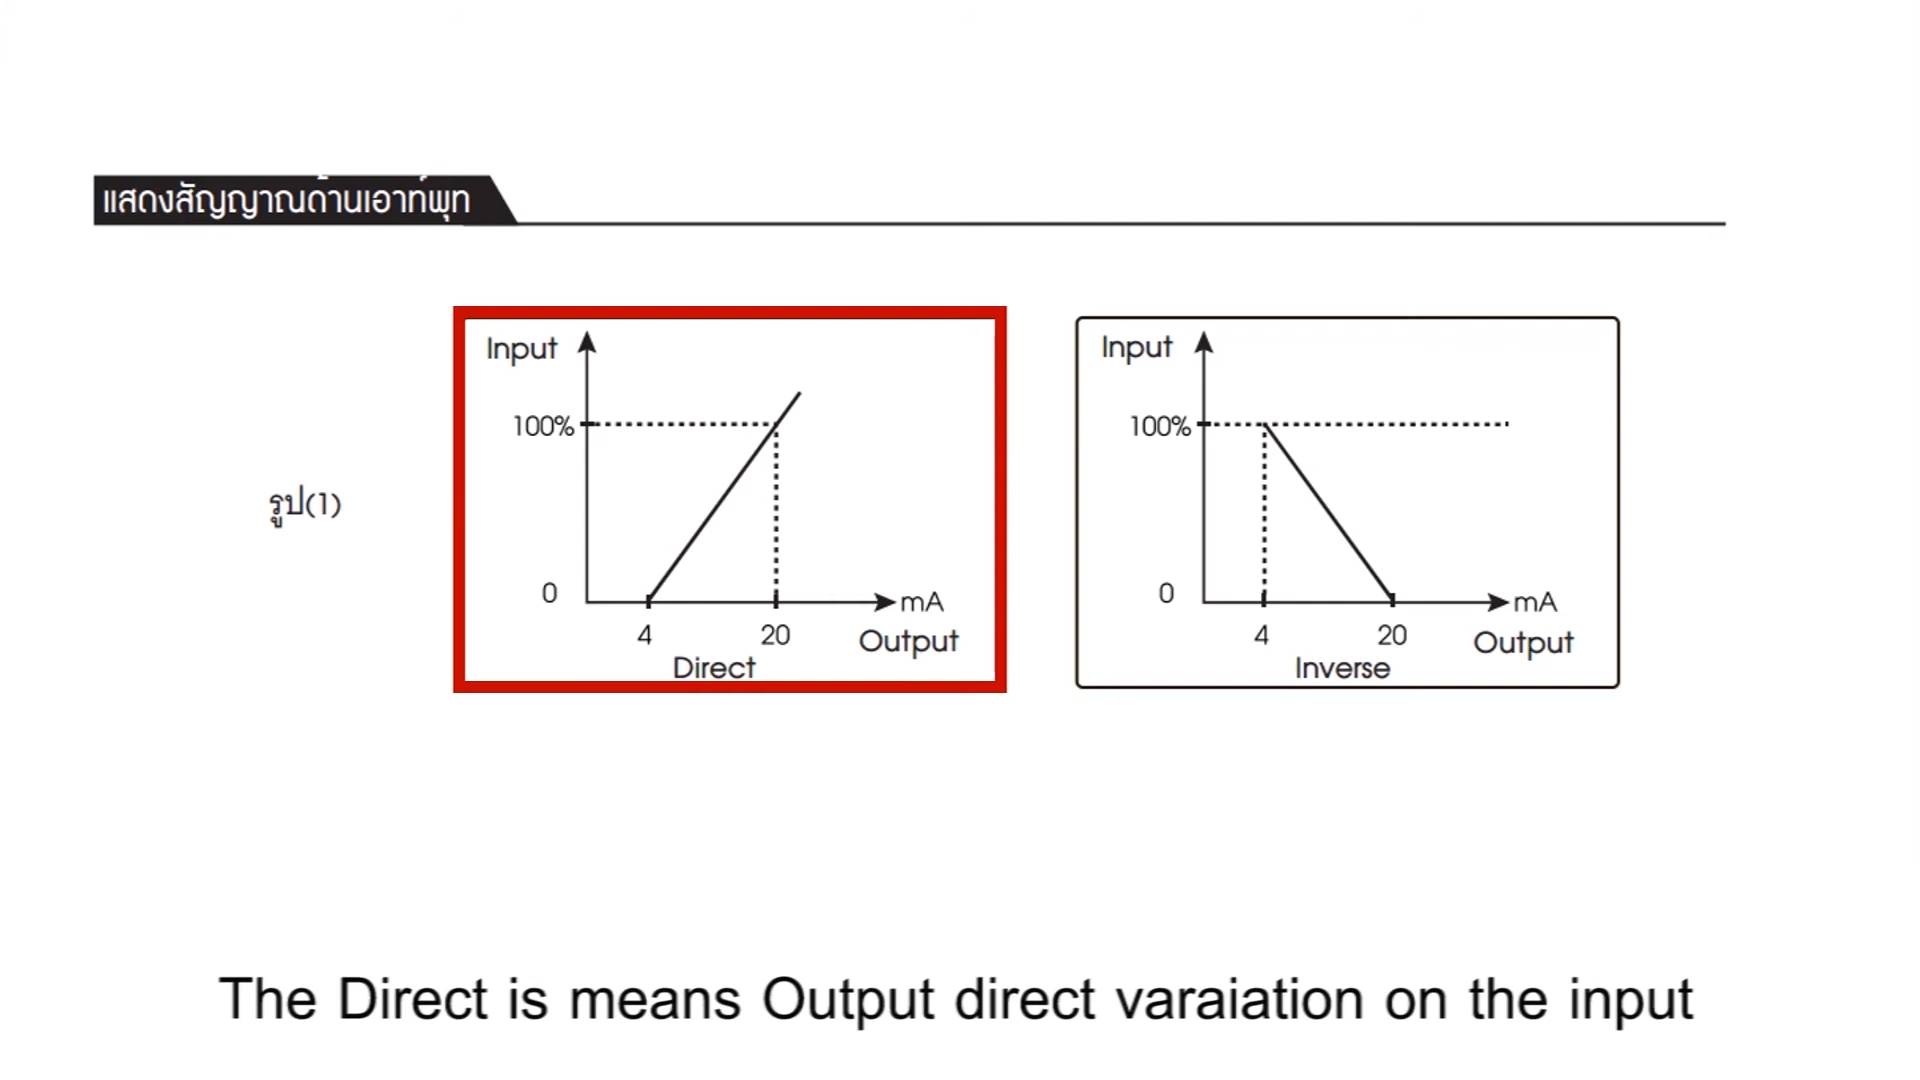 แสดงสัญญาณด้านเอาท์พุท
รูป(1)
Input
100%
0
4
20
mA
Output
Direct
Input
100%
0
4
20
mA
Output
Inverse
The Direct is means Output direct varaiation on the input